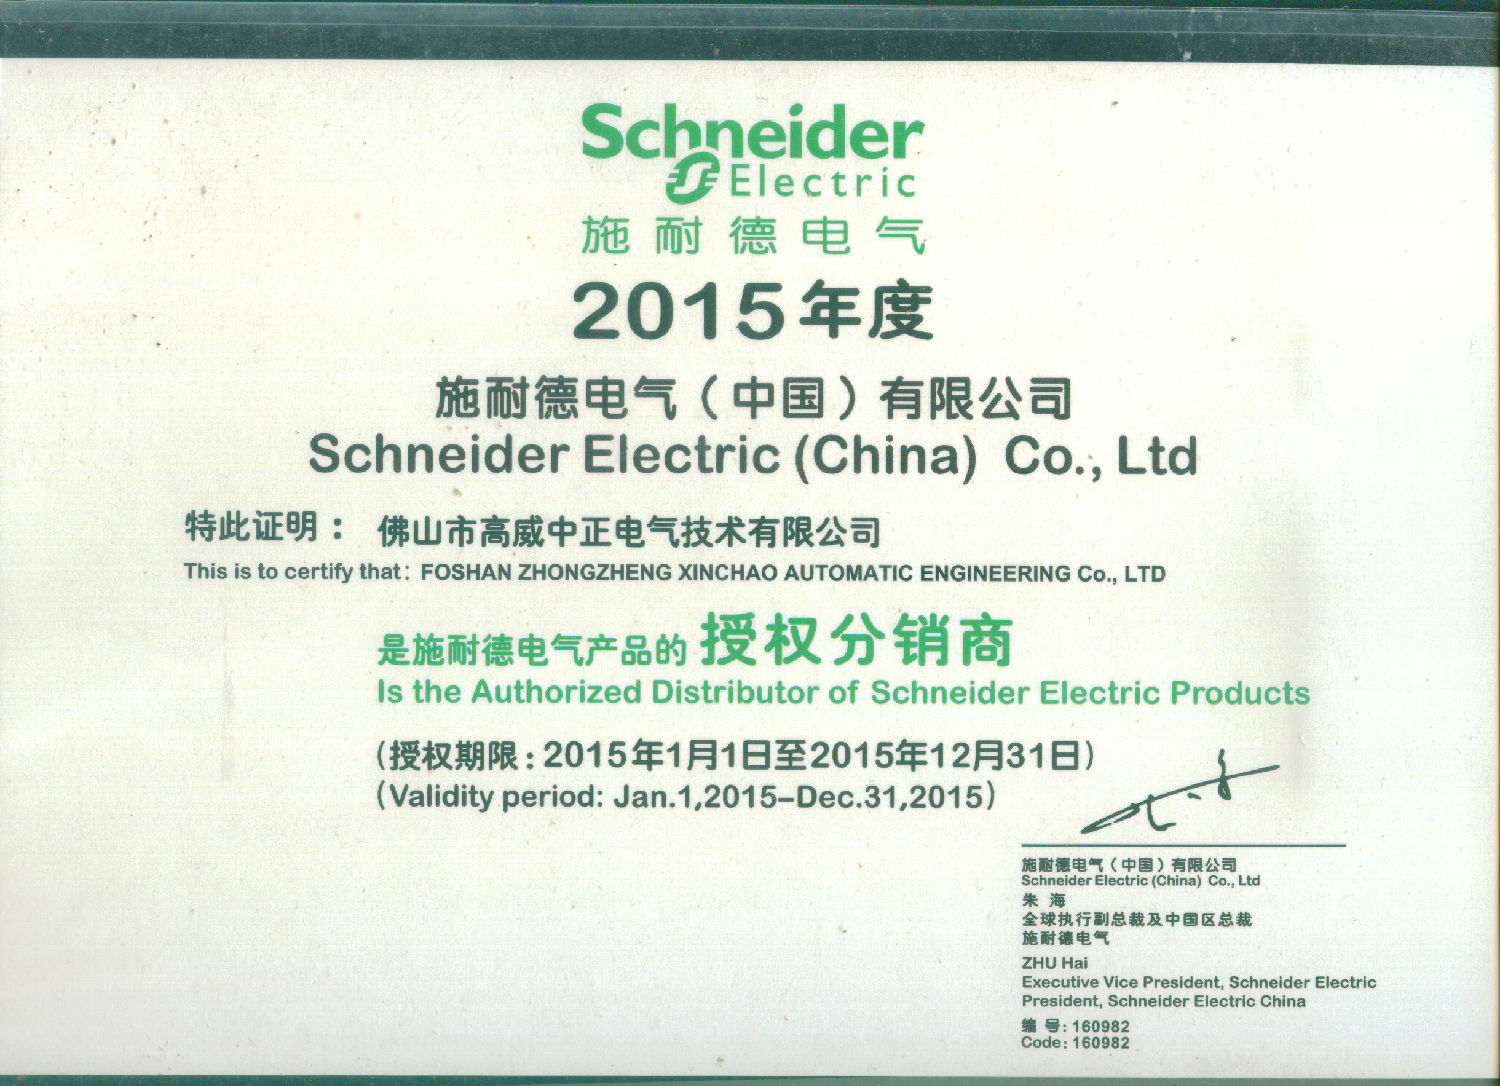 Schneider
Electric
施耐德电气
2015年度
施耐德电气（中国）有限公司
Schneider Electric (China) Co., Ltd
特此证明： 佛山市高威中正电气技术有限公司
This is to certify that: FOSHAN ZHONGZHENG XINCHAO AUTOMATIC ENGINEERING Co., LTD
是施耐德电气产品的 授权分销商
Is the Authorized Distributor of Schneider Electric Products
(授权期限：2015年1月1日至2015年12月31日)
(Validity period: Jan.1,2015–Dec.31,2015)
施耐德电气（中国）有限公司
Schneider Electric (China) Co., Ltd
朱 海
全球执行副总裁及中国区总裁
施耐德电气
ZHU Hai
Executive Vice President, Schneider Electric
President, Schneider Electric China
编 号: 160982
Code: 160982